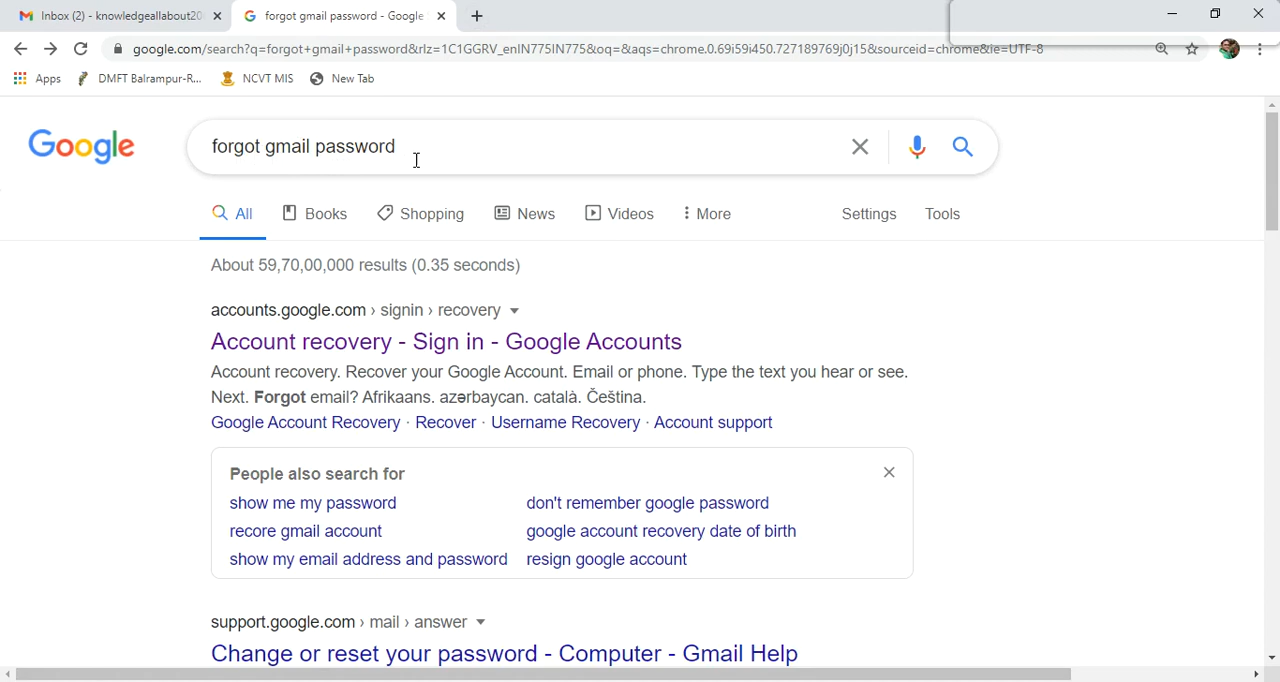 Inbox (2) - knowledgeallabout20
forgot gmail password - Google
google.com/search?q=forgot+gmail+password&rlz=1C1GGRV_enIN775IN775&oq=&aqs=chrome.0.69i59i450.727189769j0j15&sourceid=chrome&ie=UTF-8
Apps DMFT Balrampur-R... NCVT MIS New Tab
Google forgot gmail password
All Books Shopping News Videos More Settings Tools
About 59,70,00,000 results (0.35 seconds)
accounts.google.com › signin › recovery
Account recovery - Sign in - Google Accounts
Account recovery. Recover your Google Account. Email or phone. Type the text you hear or see.
Next. Forgot email? Afrikaans. azərbaycan. català. Čeština.
Google Account Recovery · Recover · Username Recovery · Account support
People also search for
show me my password don't remember google password
recore gmail account google account recovery date of birth
show my email address and password resign google account
support.google.com › mail › answer
Change or reset your password - Computer - Gmail Help